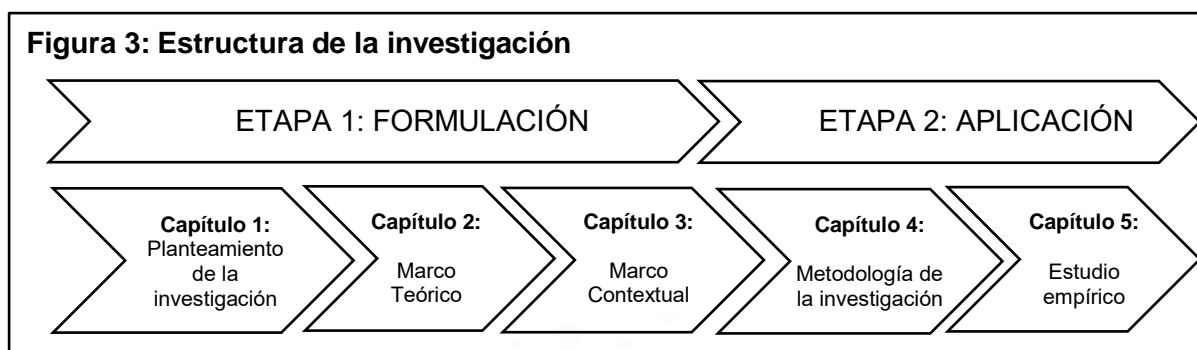 Figura 3: Estructura de la investigación
ETAPA 1: FORMULACIÓN
ETAPA 2: APLICACIÓN
Capítulo 1:
Planteamiento
de la
investigación
Capítulo 2:
Marco
Teórico
Capítulo 3:
Marco
Contextual
Capítulo 4:
Metodología de
la investigación
Capítulo 5:
Estudio
empírico